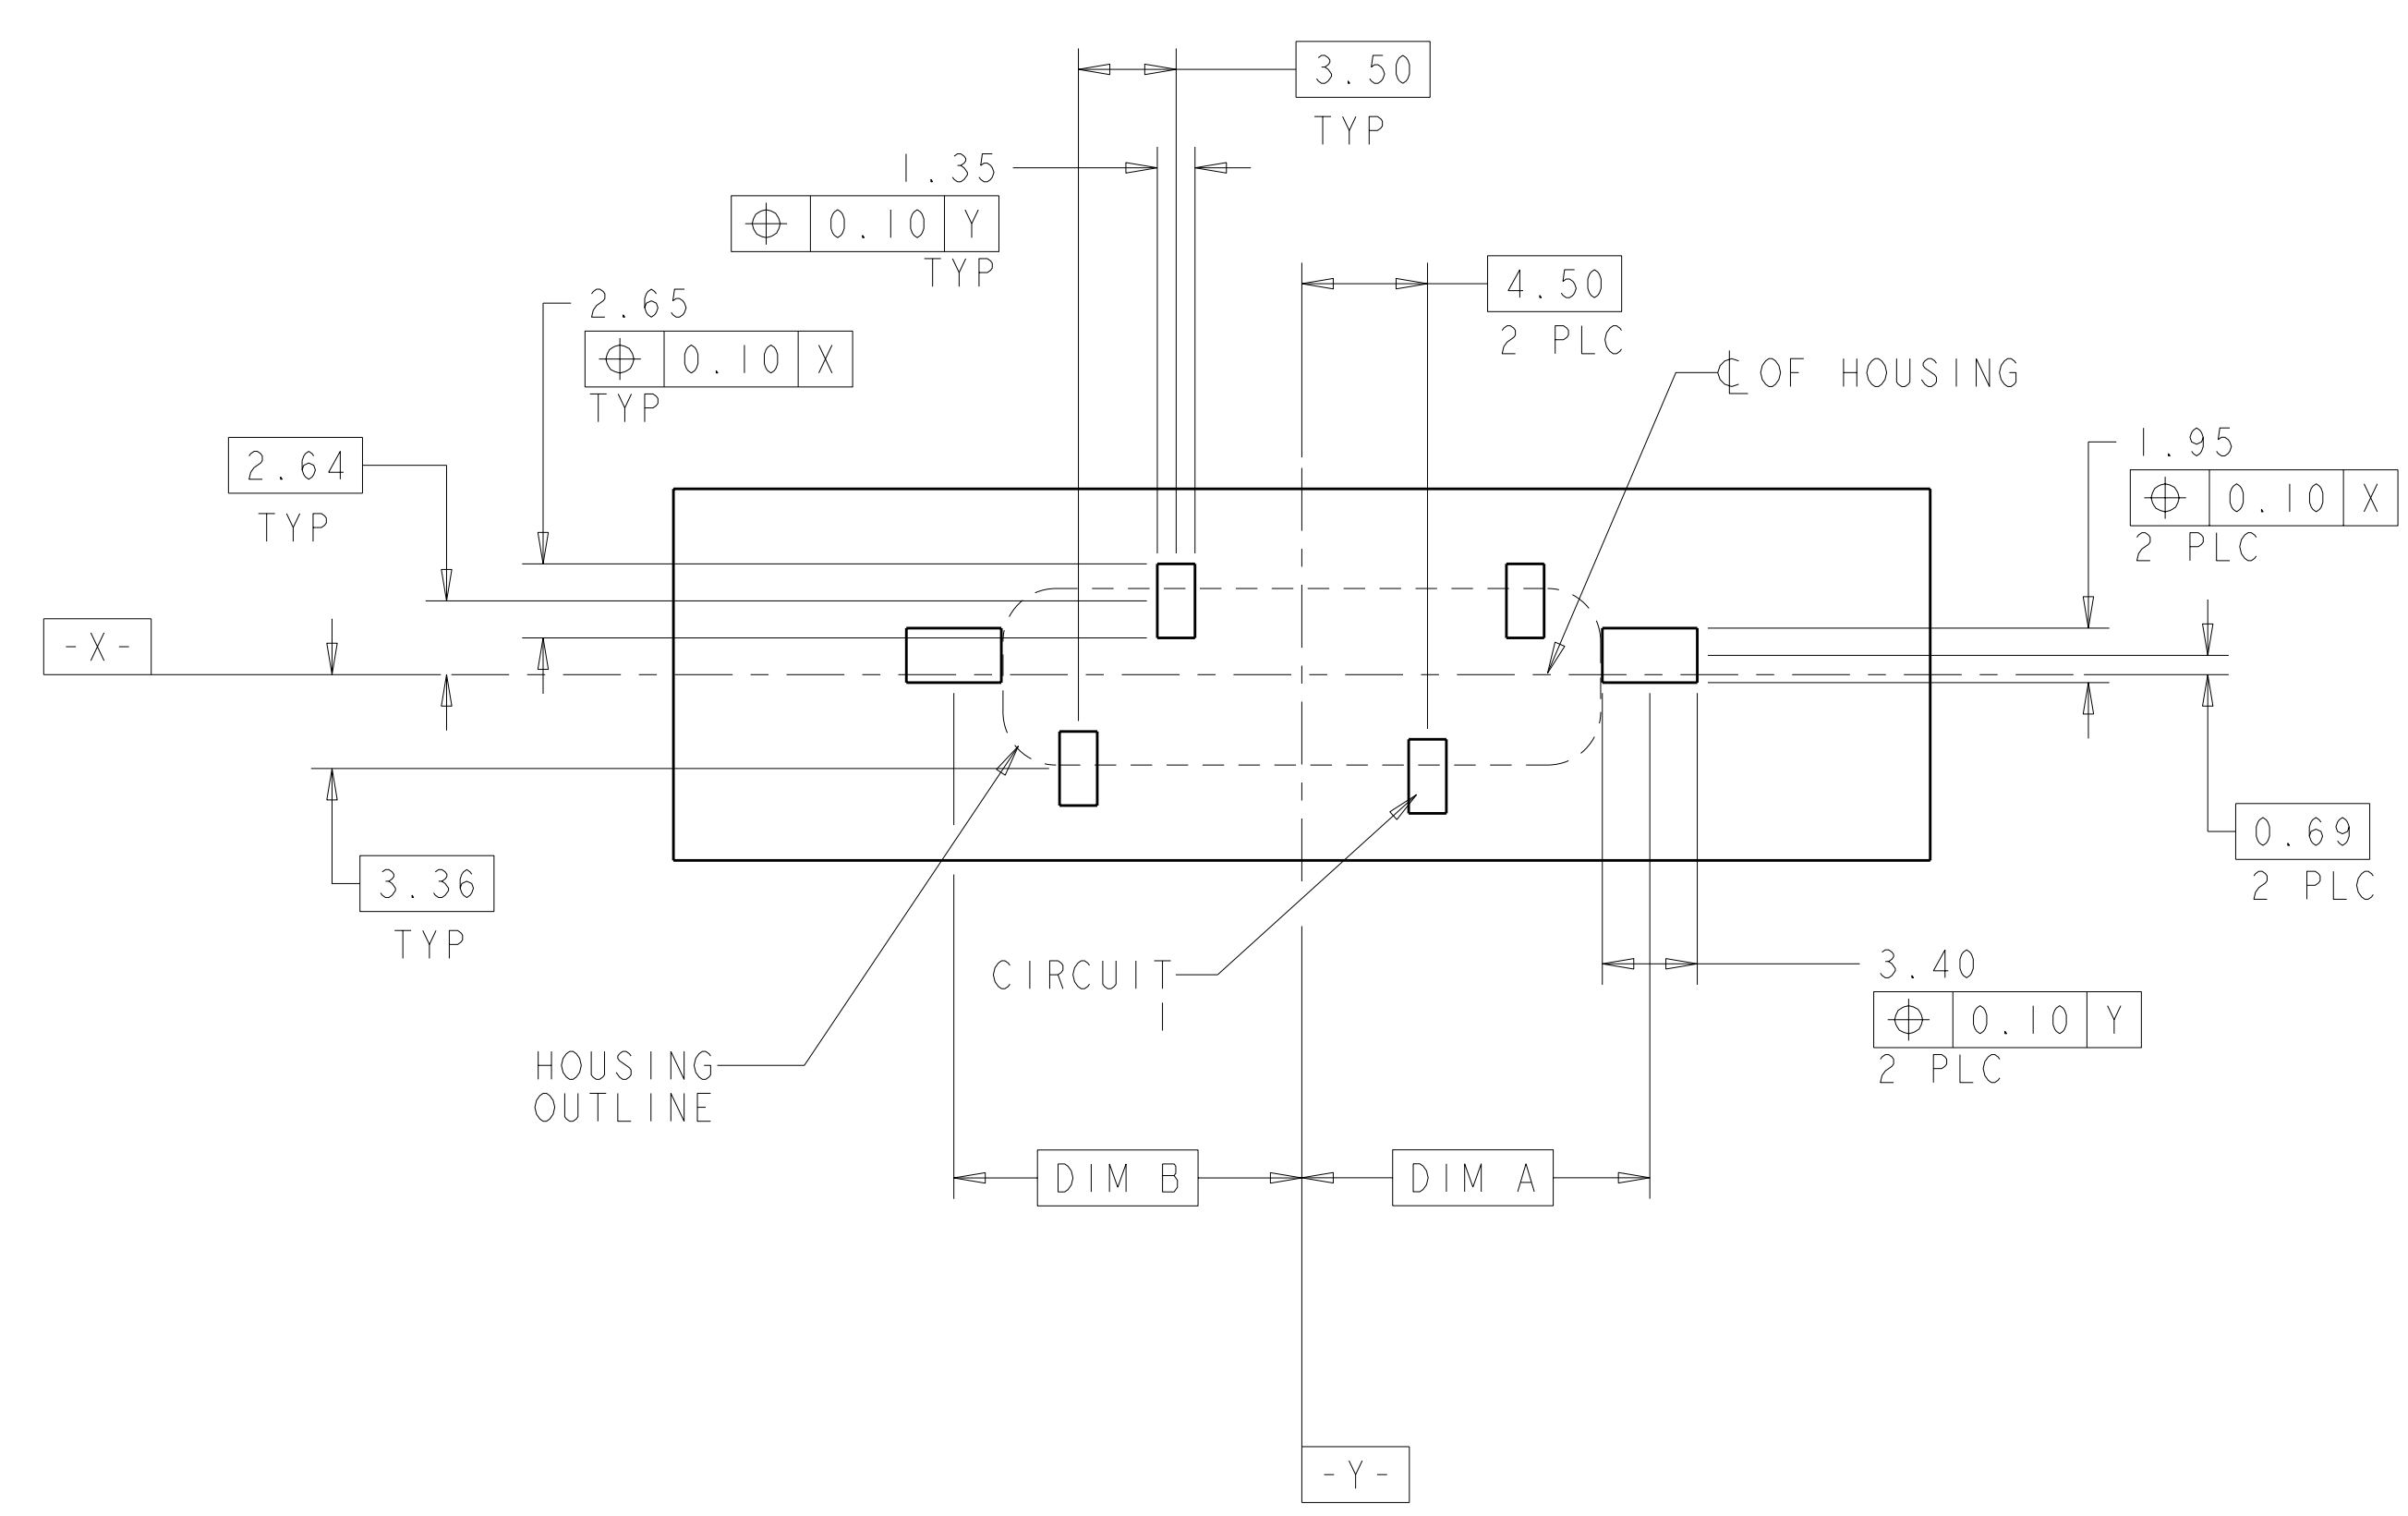 3.50
TYP
1.35
⌖ 0.10 Y
TYP
4.50
2 PLC
2.65
⌖ 0.10 X
TYP
℄ OF HOUSING
2.64
TYP
1.95
⌖ 0.10 X
2 PLC
-X-
0.69
2 PLC
3.36
TYP
CIRCUIT
1
3.40
⌖ 0.10 Y
2 PLC
HOUSING
OUTLINE
DIM B
DIM A
-Y-